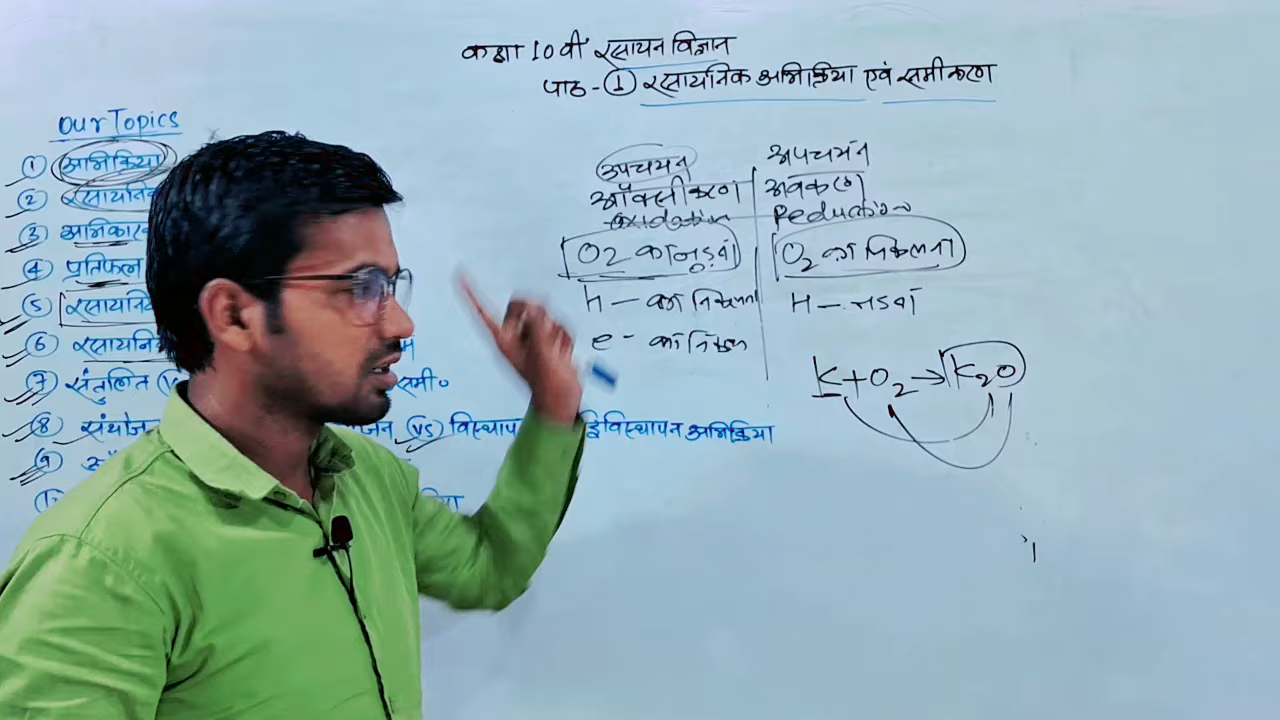 कक्षा 10वीं रसायन विज्ञान
पाठ - ① रसायनिक अभिक्रिया एवं समीकरण
Our Topics
① अभिक्रिया
② रसायनिक
③ अभिकारक
④ प्रतिफल
⑤ रसायनि
⑥ रसायनि
⑦ संतुलित (V समी०
⑧ संयोज जन (VS) विस्थाप द्विविस्थापन अभिक्रिया
⑨
उपचयन
ऑक्सीकरण
oxidation
O2 का जुड़ना
H - का निकलना
e - का निकलना
अपचयन
अवकरण
Reduction
O2 का निकलना
H - जुड़ना
K + O2 → K2O